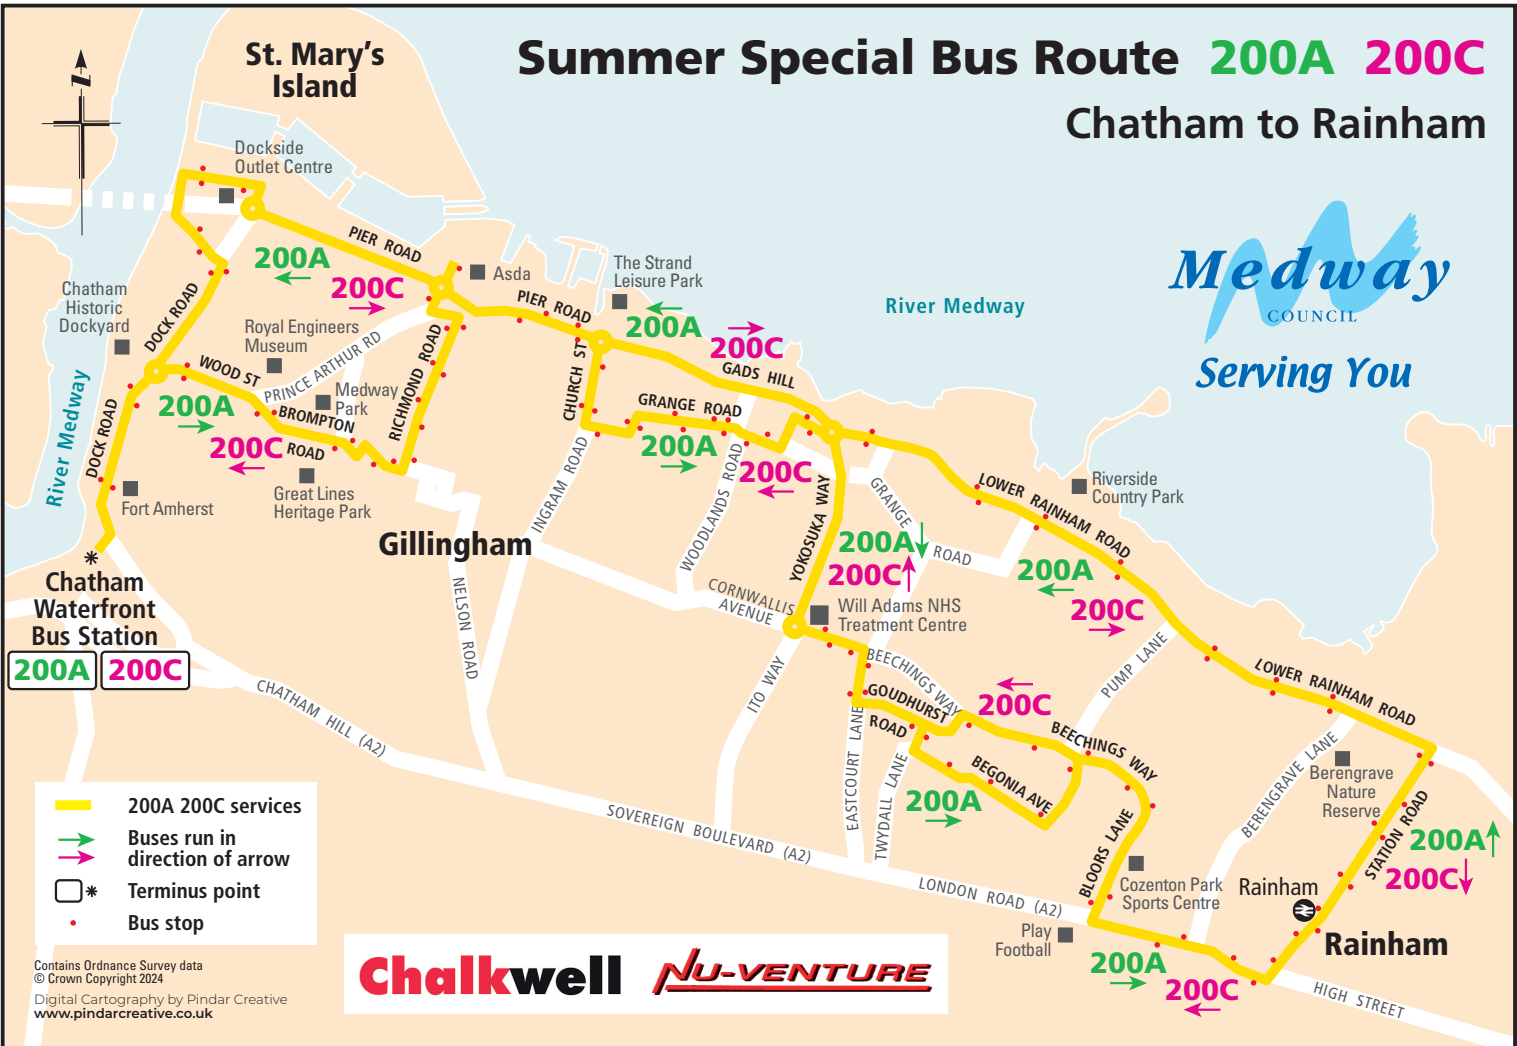 Summer Special Bus Route 200A 200C
Chatham to Rainham
n
St. Mary's
Island
Dockside
Outlet Centre
PIER ROAD
200A
200C
Asda
The Strand
Leisure Park
PIER ROAD
200A
200C
River Medway
Medway
COUNCIL
Serving You
Chatham
Historic
Dockyard
DOCK ROAD
Royal Engineers
Museum
PRINCE ARTHUR RD
WOOD ST
Medway
Park
RICHMOND ROAD
CHURCH ST
GADS HILL
GRANGE ROAD
200A
BROMPTON
ROAD
200C
River Medway
DOCK ROAD
Great Lines
Heritage Park
Fort Amherst
200A
200C
INGRAM ROAD
WOODLANDS ROAD
YOKOSUKA WAY
GRANGE
ROAD
LOWER RAINHAM ROAD
Riverside
Country Park
Gillingham
200A
200C
200A
200C
Chatham
Waterfront
Bus Station
200A 200C
NELSON ROAD
CORNWALLIS
AVENUE
Will Adams NHS
Treatment Centre
PUMP LANE
LOWER RAINHAM ROAD
CHATHAM HILL (A2)
ITO WAY
BEECHINGS WAY
GOUDHURST
ROAD
200C
BEECHINGS WAY
EASTCOURT LANE
TWYDALL LANE
BEGONIA AVE
200A
BERENGRAVE LANE
Berengrave
Nature
Reserve
STATION ROAD
200A
200C
SOVEREIGN BOULEVARD (A2)
BLOORS LANE
Cozenton Park
Sports Centre
LONDON ROAD (A2)
Play
Football
Rainham
Rainham
200A
200C
HIGH STREET
200A 200C services
Buses run in
direction of arrow
Terminus point
Bus stop
Contains Ordnance Survey data
© Crown Copyright 2024
Digital Cartography by Pindar Creative
www.pindarcreative.co.uk
Chalkwell
NU-VENTURE